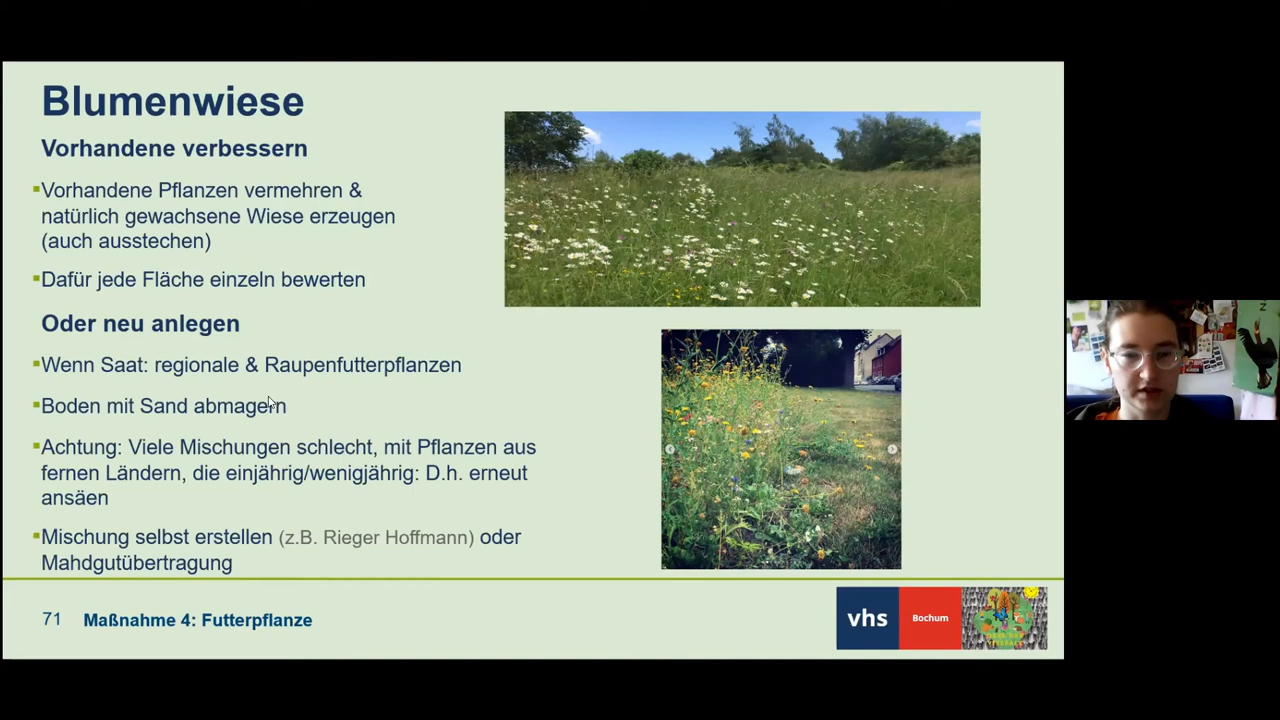 Blumenwiese
Vorhandene verbessern
Vorhandene Pflanzen vermehren &
natürlich gewachsene Wiese erzeugen
(auch ausstechen)
Dafür jede Fläche einzeln bewerten
Oder neu anlegen
Wenn Saat: regionale & Raupenfutterpflanzen
Boden mit Sand abmagern
Achtung: Viele Mischungen schlecht, mit Pflanzen aus
fernen Ländern, die einjährig/wenigjährig: D.h. erneut
ansäen
Mischung selbst erstellen (z.B. Rieger Hoffmann) oder
Mahdgutübertragung
71 Maßnahme 4: Futterpflanze
vhs Bochum